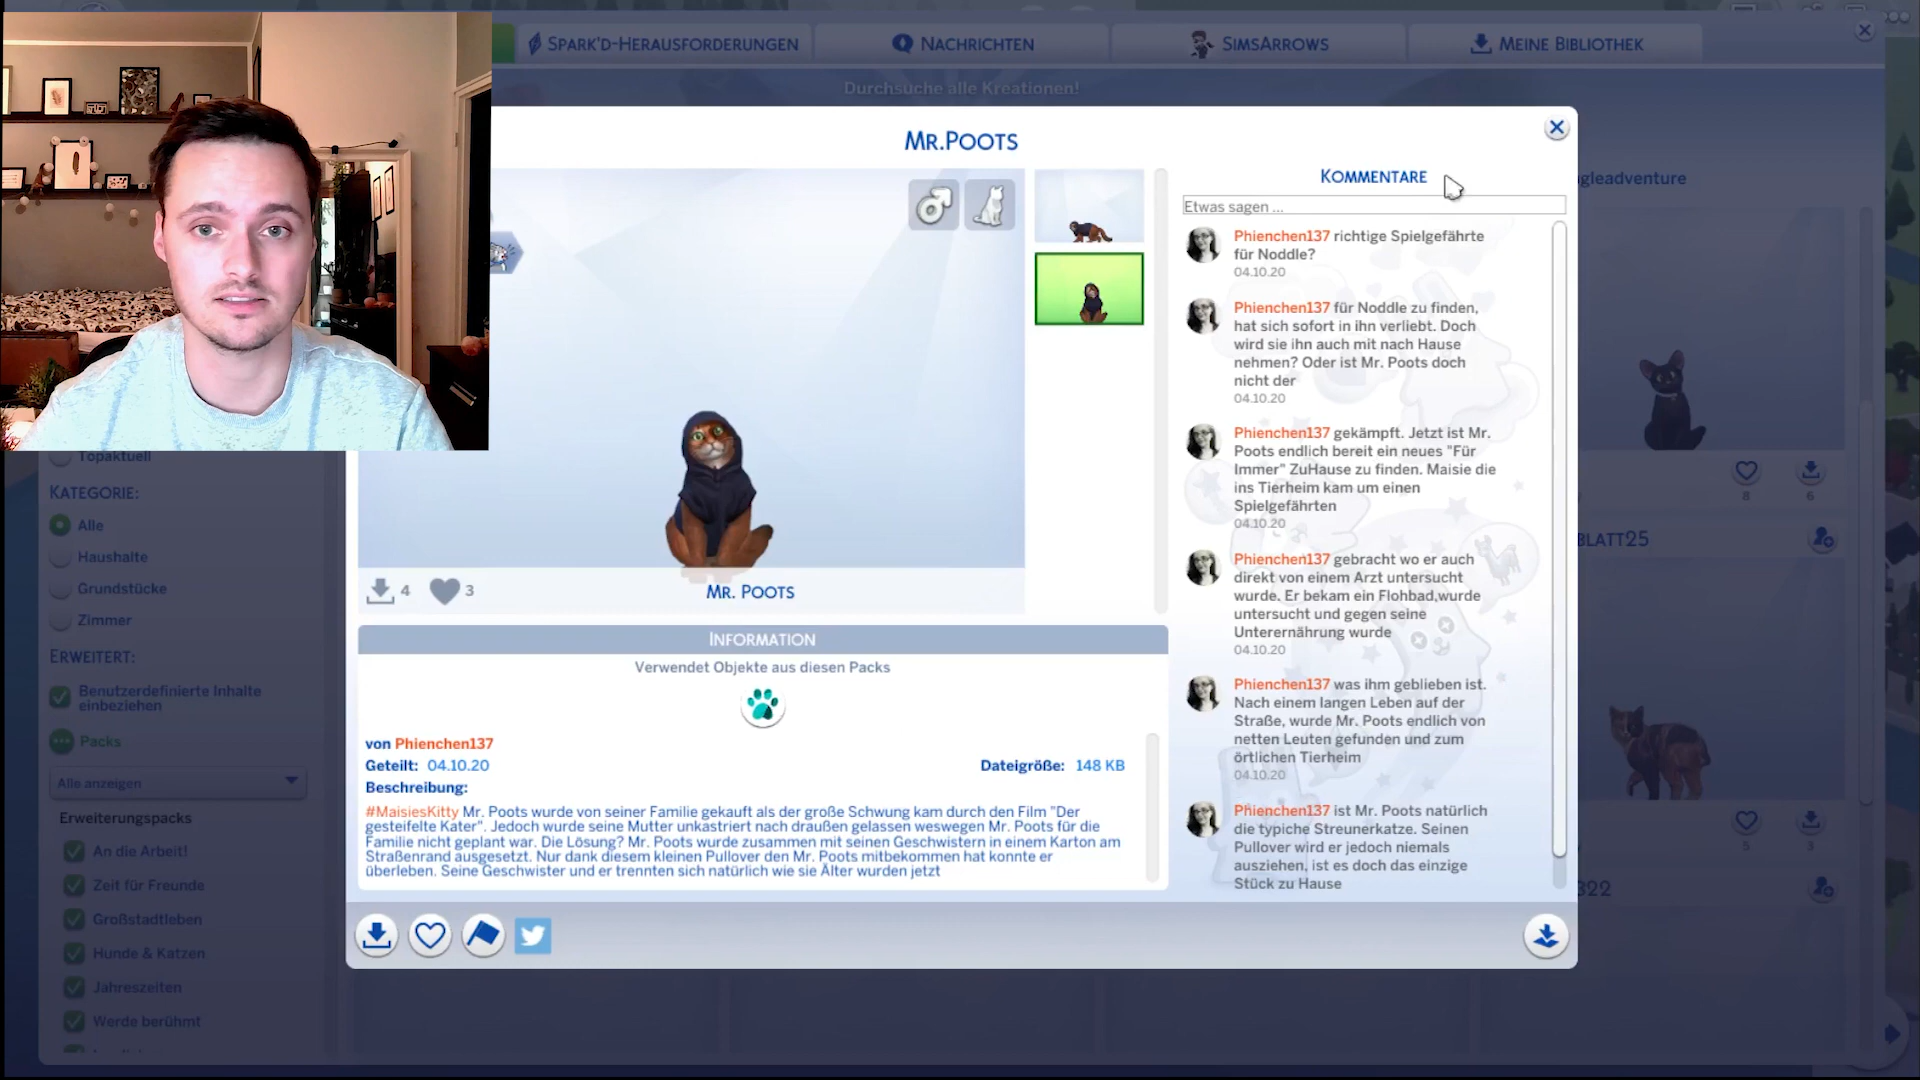 SPARK'D-HERAUSFORDERUNGEN
NACHRICHTEN
SIMSARROWS
MEINE BIBLIOTHEK
Durchsuche alle Kreationen!
MR.POOTS
4
3
MR. POOTS
INFORMATION
Verwendet Objekte aus diesen Packs
von Phienchen137
Geteilt: 04.10.20
Dateigröße: 148 KB
Beschreibung:
#MaisiesKitty Mr. Poots wurde von seiner Familie gekauft als der große Schwung kam durch den Film "Der
gesteifelte Kater". Jedoch wurde seine Mutter unkastriert nach draußen gelassen weswegen Mr. Poots für die
Familie nicht geplant war. Die Lösung? Mr. Poots wurde zusammen mit seinen Geschwistern in einem Karton am
Straßenrand ausgesetzt. Nur dank diesem kleinen Pullover den Mr. Poots mitbekommen hat konnte er
überleben. Seine Geschwister und er trennten sich natürlich wie sie Älter wurden jetzt
KOMMENTARE
Etwas sagen ...
Phienchen137 richtige Spielgefährte
für Noddle?
04.10.20
Phienchen137 für Noddle zu finden,
hat sich sofort in ihn verliebt. Doch
wird sie ihn auch mit nach Hause
nehmen? Oder ist Mr. Poots doch
nicht der
04.10.20
Phienchen137 gekämpft. Jetzt ist Mr.
Poots endlich bereit ein neues "Für
Immer" ZuHause zu finden. Maisie die
ins Tierheim kam um einen
Spielgefährten
04.10.20
Phienchen137 gebracht wo er auch
direkt von einem Arzt untersucht
wurde. Er bekam ein Flohbad,wurde
untersucht und gegen seine
Unterernährung wurde
04.10.20
Phienchen137 was ihm geblieben ist.
Nach einem langen Leben auf der
Straße, wurde Mr. Poots endlich von
netten Leuten gefunden und zum
örtlichen Tierheim
04.10.20
Phienchen137 ist Mr. Poots natürlich
die typiche Streunerkatze. Seinen
Pullover wird er jedoch niemals
ausziehen, ist es doch das einzige
Stück zu Hause
Topaktuell
KATEGORIE:
Alle
Haushalte
Grundstücke
Zimmer
ERWEITERT:
Benutzerdefinierte Inhalte
einbeziehen
Packs
Alle anzeigen
Erweiterungspacks
An die Arbeit!
Zeit für Freunde
Großstadtleben
Hunde & Katzen
Jahreszeiten
Werde berühmt
gleadventure
8
6
BLATT25
5
3
322